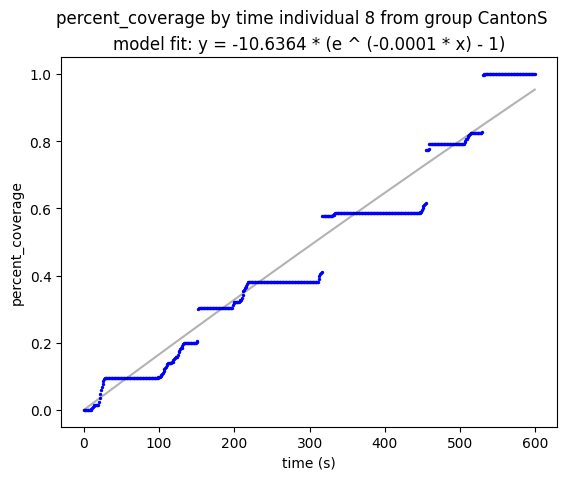 percent_coverage by time individual 8 from group CantonS
model fit: y = -10.6364 * (e ^ (-0.0001 * x) - 1)
1.0
0.8
0.6
0.4
0.2
0.0
percent_coverage
0 100 200 300 400 500 600
time (s)